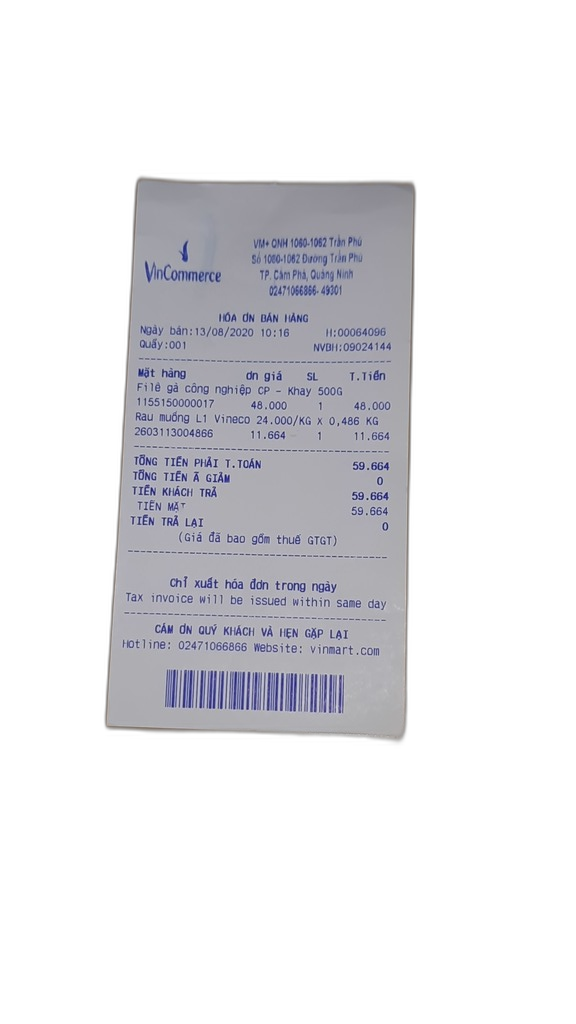 VinCommerce
VM+ QNH 1060-1062 Trần Phú
Số 1060-1062 Đường Trần Phú
TP. Cẩm Phả, Quảng Ninh
02471066866- 49301
HÓA ƠN BÁN HÀNG
Ngày bán:13/08/2020 10:16 H:00064096
Quầy:001 NVBH:09024144
Mặt hàng ơn giá SL T.Tiền
Filê gà công nghiệp CP - Khay 500G
1155150000017 48.000 1 48.000
Rau muống L1 Vineco 24.000/KG X 0,486 KG
2603113004866 11.664 1 11.664
TỔNG TIỀN PHẢI T.TOÁN 59.664
TỔNG TIỀN Ã GIẢM 0
TIỀN KHÁCH TRẢ 59.664
TIỀN MẶT 59.664
TIỀN TRẢ LẠI 0
(Giá đã bao gồm thuế GTGT)
Chỉ xuất hóa đơn trong ngày
Tax invoice will be issued within same day
CẢM ƠN QUÝ KHÁCH VÀ HẸN GẶP LẠI
Hotline: 02471066866 Website: vinmart.com